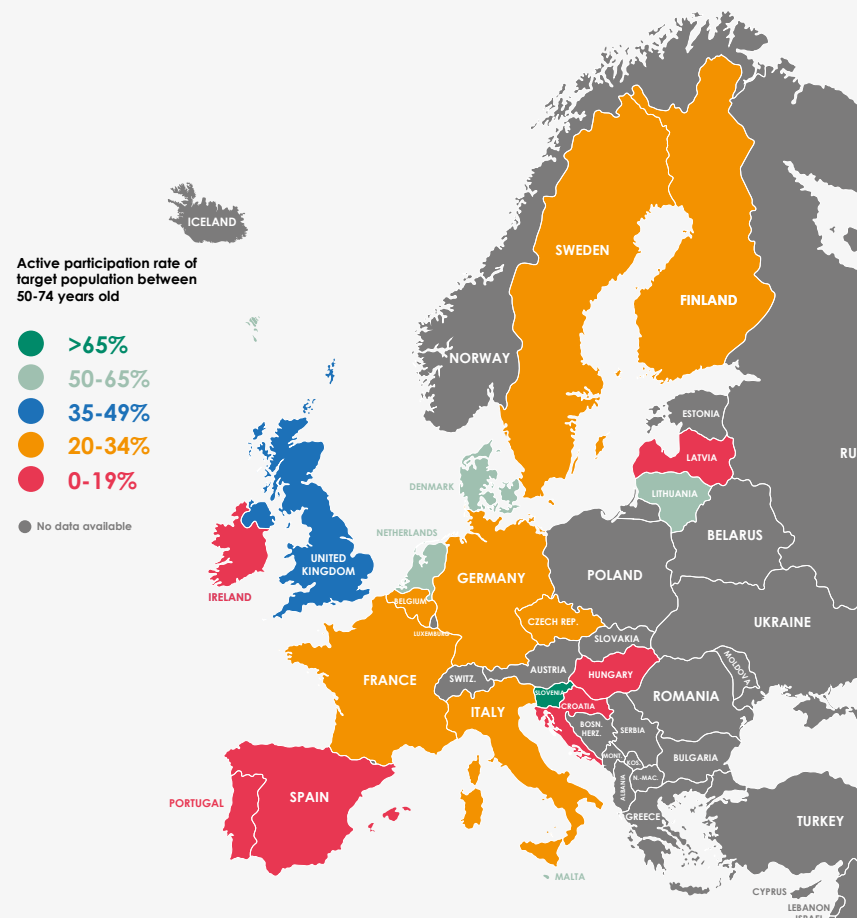 ICELAND
Active participation rate of
target population between
50-74 years old
>65%
50-65%
35-49%
20-34%
0-19%
No data available
SWEDEN
FINLAND
NORWAY
ESTONIA
LATVIA
LITHUANIA
RU
DENMARK
NETHERLANDS
BELARUS
UNITED
KINGDOM
IRELAND
GERMANY
POLAND
BELGIUM
LUXEMBURG
CZECH REP.
UKRAINE
SLOVAKIA
FRANCE
SWITZ.
AUSTRIA
HUNGARY
MOLDOVA
SLOVENIA
CROATIA
ROMANIA
ITALY
BOSN.
HERZ.
SERBIA
MONT.
KOS.
BULGARIA
N.-MAC.
ALBANIA
PORTUGAL
SPAIN
GREECE
TURKEY
MALTA
CYPRUS
LEBANON
ISRAEL